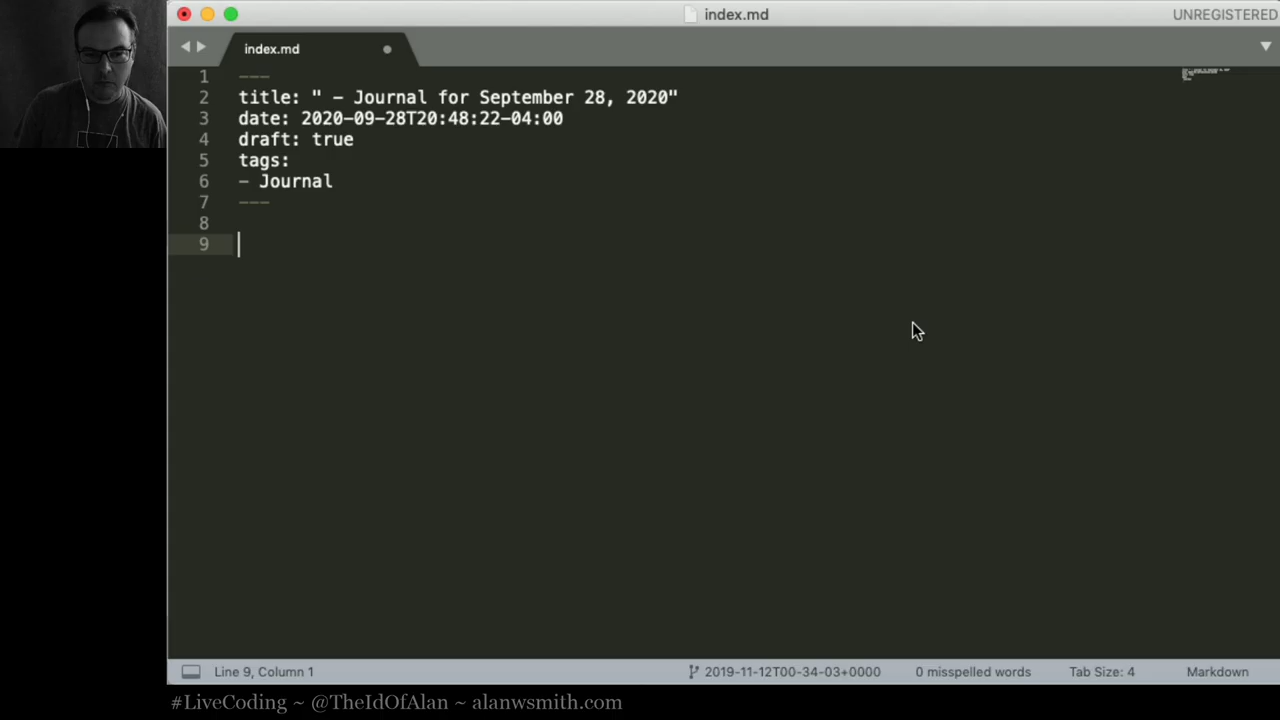 index.md
UNREGISTERED
index.md
1 ---
2 title: " - Journal for September 28, 2020"
3 date: 2020-09-28T20:48:22-04:00
4 draft: true
5 tags:
6 - Journal
7 ---
8
9
Line 9, Column 1
2019-11-12T00-34-03+0000
0 misspelled words
Tab Size: 4
Markdown
#LiveCoding ~ @TheIdOfAlan ~ alanwsmith.com